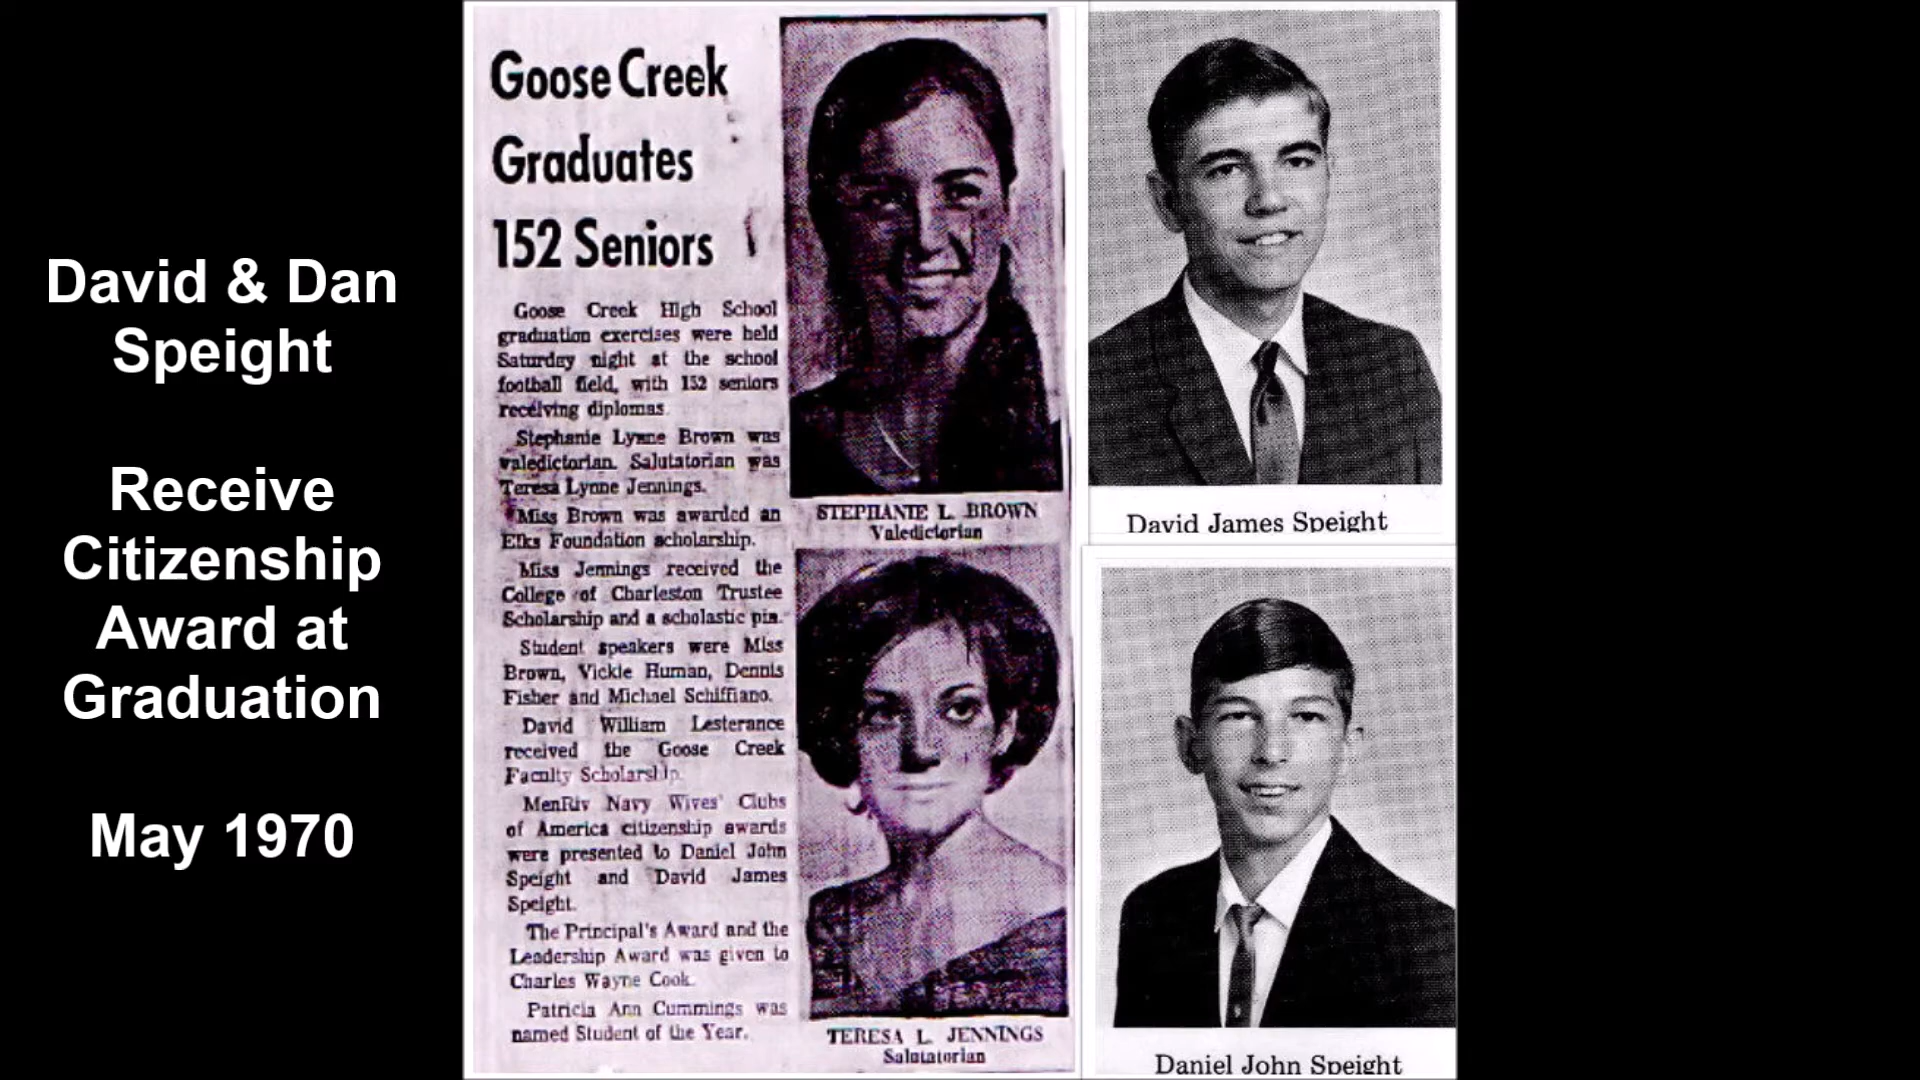 David & Dan
Speight
Receive
Citizenship
Award at
Graduation
May 1970
Goose Creek
Graduates
152 Seniors
Goose Creek High School
graduation exercises were held
Saturday night at the school
football field, with 152 seniors
receiving diplomas.
Stephanie Lynne Brown was
valedictorian. Salutatorian was
Teresa Lynne Jennings.
Miss Brown was awarded an
Elks Foundation scholarship.
Miss Jennings received the
College of Charleston Trustee
Scholarship and a scholastic pin.
Student speakers were Miss
Brown, Vickie Human, Dennis
Fisher and Michael Schiffiano.
David William Lesterance
received the Goose Creek
Faculty Scholarship.
MenRiv Navy Wives' Clubs
of America citizenship awards
were presented to Daniel John
Speight and David James
Speight.
The Principal's Award and the
Leadership Award was given to
Charles Wayne Cook.
Patricia Ann Cummings was
named Student of the Year.
STEPHANIE L. BROWN
Valedictorian
TERESA L. JENNINGS
Salutatorian
David James Speight
Daniel John Speight